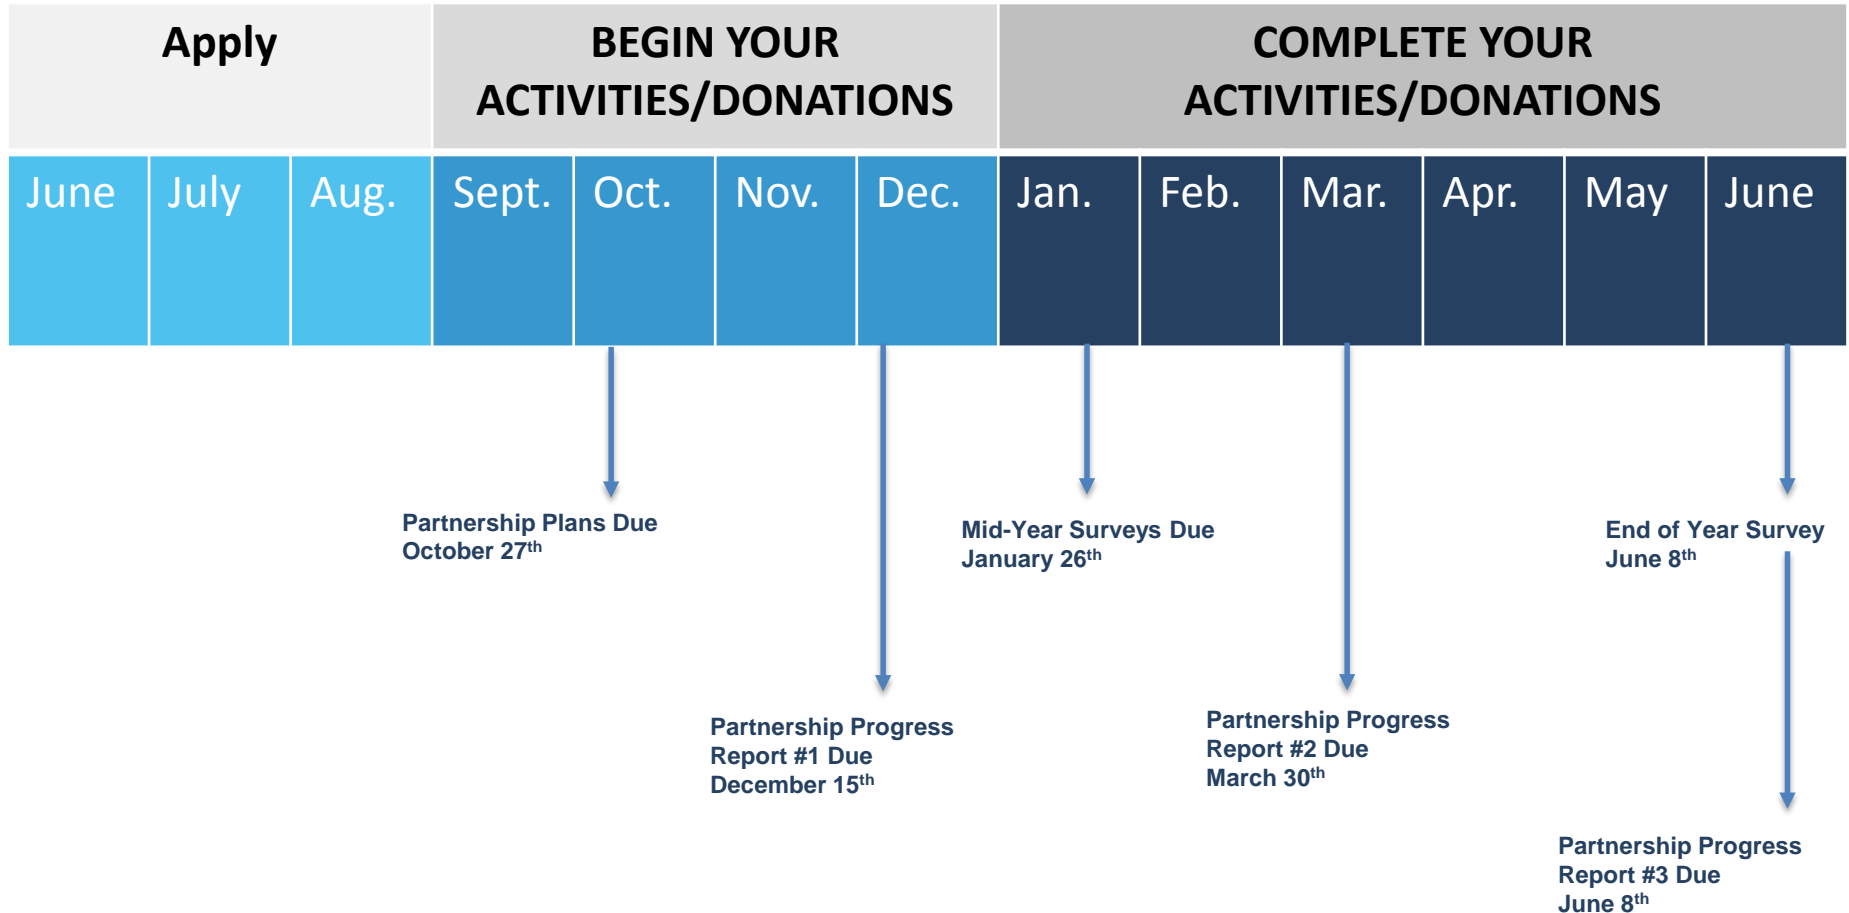 Apply
BEGIN YOUR
ACTIVITIES/DONATIONS
COMPLETE YOUR
ACTIVITIES/DONATIONS
June
July
Aug.
Sept.
Oct.
Nov.
Dec.
Jan.
Feb.
Mar.
Apr.
May
June
Partnership Plans Due
October 27th
Mid-Year Surveys Due
January 26th
End of Year Survey
June 8th
Partnership Progress
Report #1 Due
December 15th
Partnership Progress
Report #2 Due
March 30th
Partnership Progress
Report #3 Due
June 8th